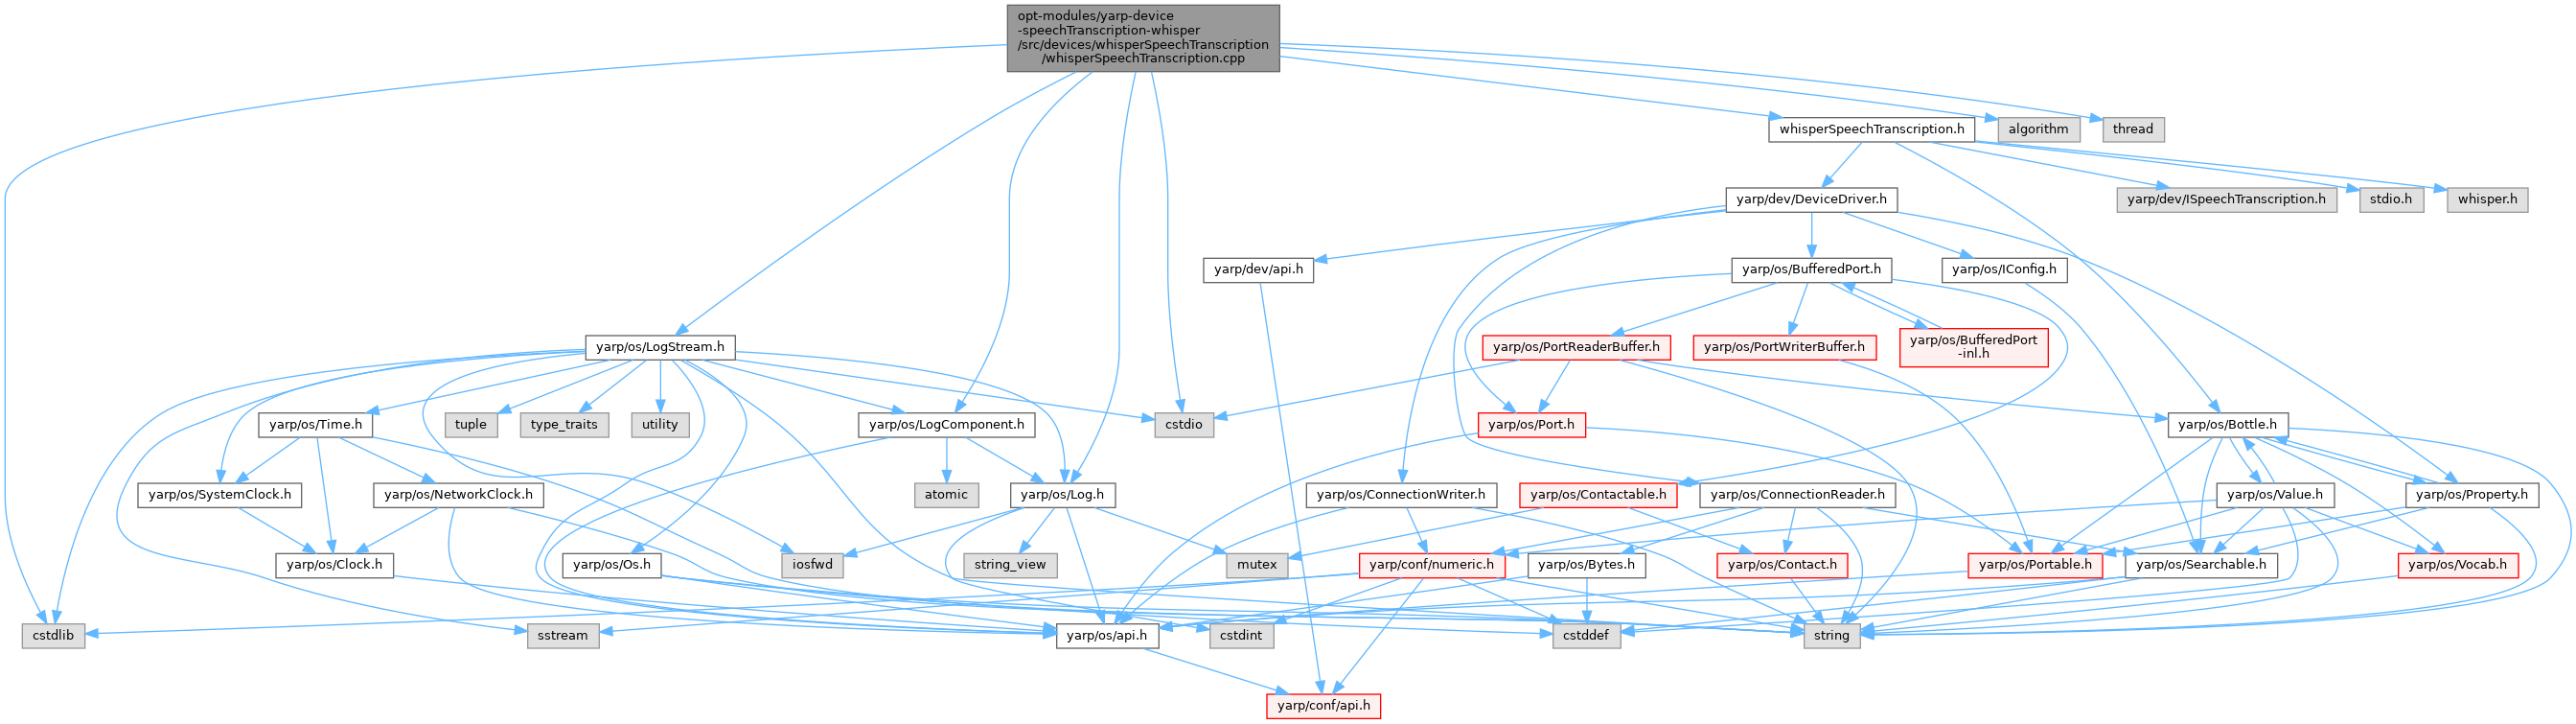 opt-modules/yarp-device
-speechTranscription-whisper
/src/devices/whisperSpeechTranscription
/whisperSpeechTranscription.cpp
whisperSpeechTranscription.h
algorithm
thread
yarp/dev/DeviceDriver.h
yarp/dev/ISpeechTranscription.h
stdio.h
whisper.h
yarp/dev/api.h
yarp/os/BufferedPort.h
yarp/os/IConfig.h
yarp/os/LogStream.h
yarp/os/PortReaderBuffer.h
yarp/os/PortWriterBuffer.h
yarp/os/BufferedPort
-inl.h
yarp/os/Time.h
tuple
type_traits
utility
yarp/os/LogComponent.h
cstdio
yarp/os/Port.h
yarp/os/Bottle.h
yarp/os/SystemClock.h
yarp/os/NetworkClock.h
atomic
yarp/os/Log.h
yarp/os/ConnectionWriter.h
yarp/os/Contactable.h
yarp/os/ConnectionReader.h
yarp/os/Value.h
yarp/os/Property.h
yarp/os/Clock.h
yarp/os/Os.h
iosfwd
string_view
mutex
yarp/conf/numeric.h
yarp/os/Bytes.h
yarp/os/Contact.h
yarp/os/Portable.h
yarp/os/Searchable.h
yarp/os/Vocab.h
cstdlib
sstream
yarp/os/api.h
cstdint
cstddef
string
yarp/conf/api.h